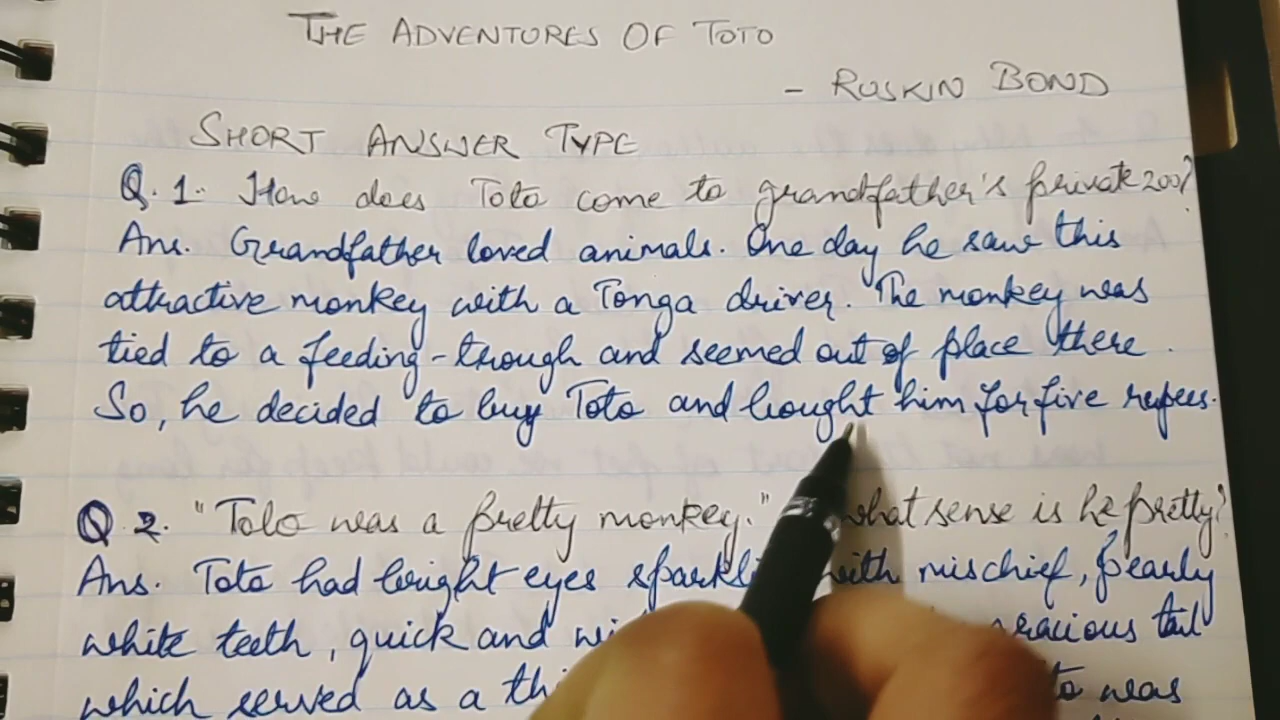 THE ADVENTURES OF TOTO
- RUSKIN BOND
SHORT ANSWER TYPE
Q.1. How does Toto come to grandfather's private zoo?
Ans. Grandfather loved animals. One day he saw this
attractive monkey with a Tonga driver. The monkey was
tied to a feeding-trough and seemed out of place there.
So, he decided to buy Toto and bought him for five rupees.
Q.2. "Toto was a pretty monkey." what sense is he pretty?
Ans. Toto had bright eyes with mischief, pearly
white teeth, quick and tail
which served as a was